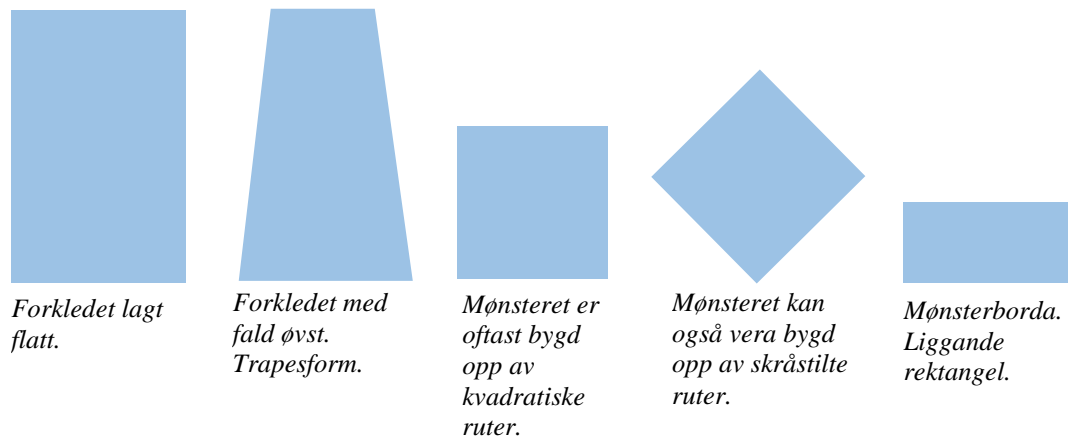 Forkledet lagt
flatt.
Forkledet med
fald øvst.
Trapesform.
Mønsteret er
oftast bygd
opp av
kvadratiske
ruter.
Mønsteret kan
også vera bygd
opp av skråstilte
ruter.
Mønsterborda.
Liggande
rektangel.